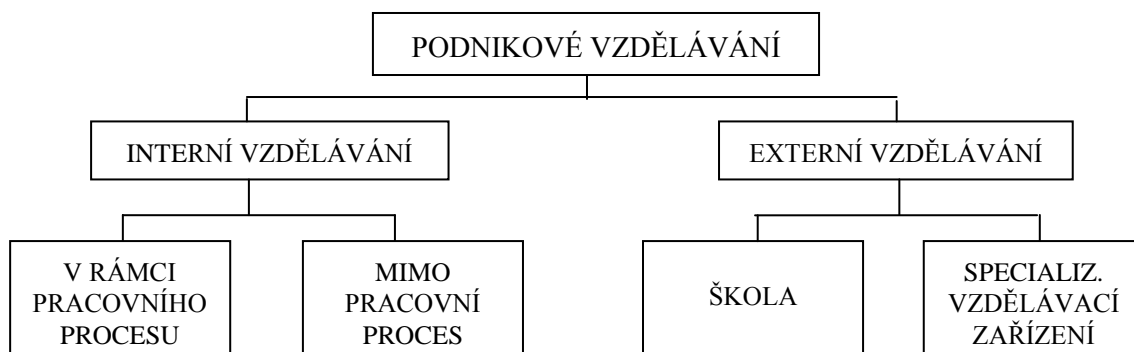 PODNIKOVÉ VZDĚLÁVÁNÍ
INTERNÍ VZDĚLÁVÁNÍ
EXTERNÍ VZDĚLÁVÁNÍ
V RÁMCI
PRACOVNÍHO
PROCESU
MIMO
PRACOVNÍ
PROCES
ŠKOLA
SPECIALIZ.
VZDĚLÁVACÍ
ZAŘÍZENÍ